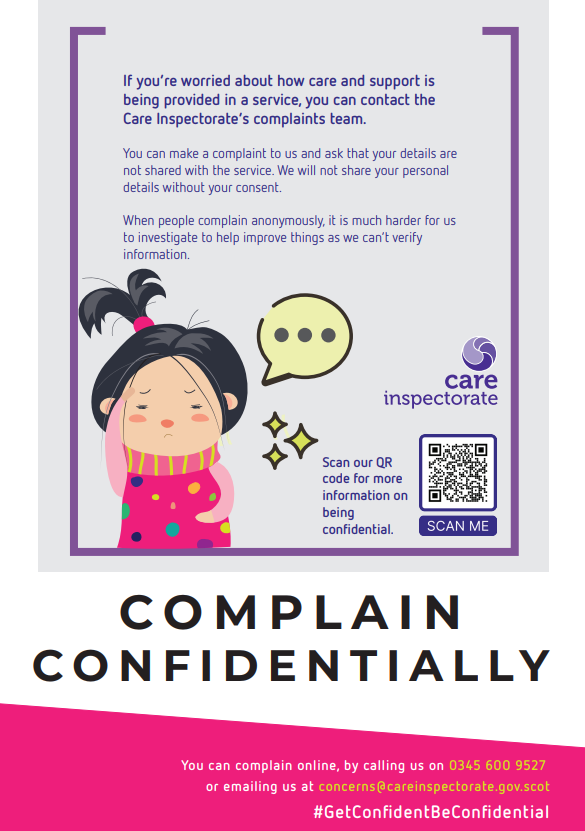 If you're worried about how care and support is
being provided in a service, you can contact the
Care Inspectorate's complaints team.
You can make a complaint to us and ask that your details are
not shared with the service. We will not share your personal
details without your consent.
When people complain anonymously, it is much harder for us
to investigate to help improve things as we can't verify
information.
care
inspectorate
Scan our QR
code for more
information on
being
confidential.
SCAN ME
COMPLAIN
CONFIDENTIALLY
You can complain online, by calling us on 0345 600 9527
or emailing us at concerns@careinspectorate.gov.scot
#GetConfidentBeConfidential